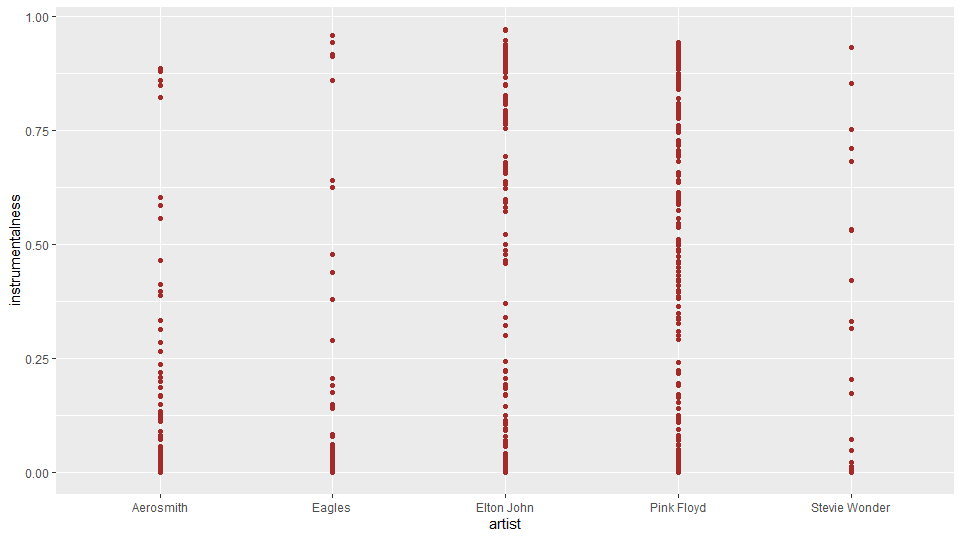 1.00
0.75
0.50
0.25
0.00
instrumentalness
Aerosmith Eagles Elton John Pink Floyd Stevie Wonder
artist